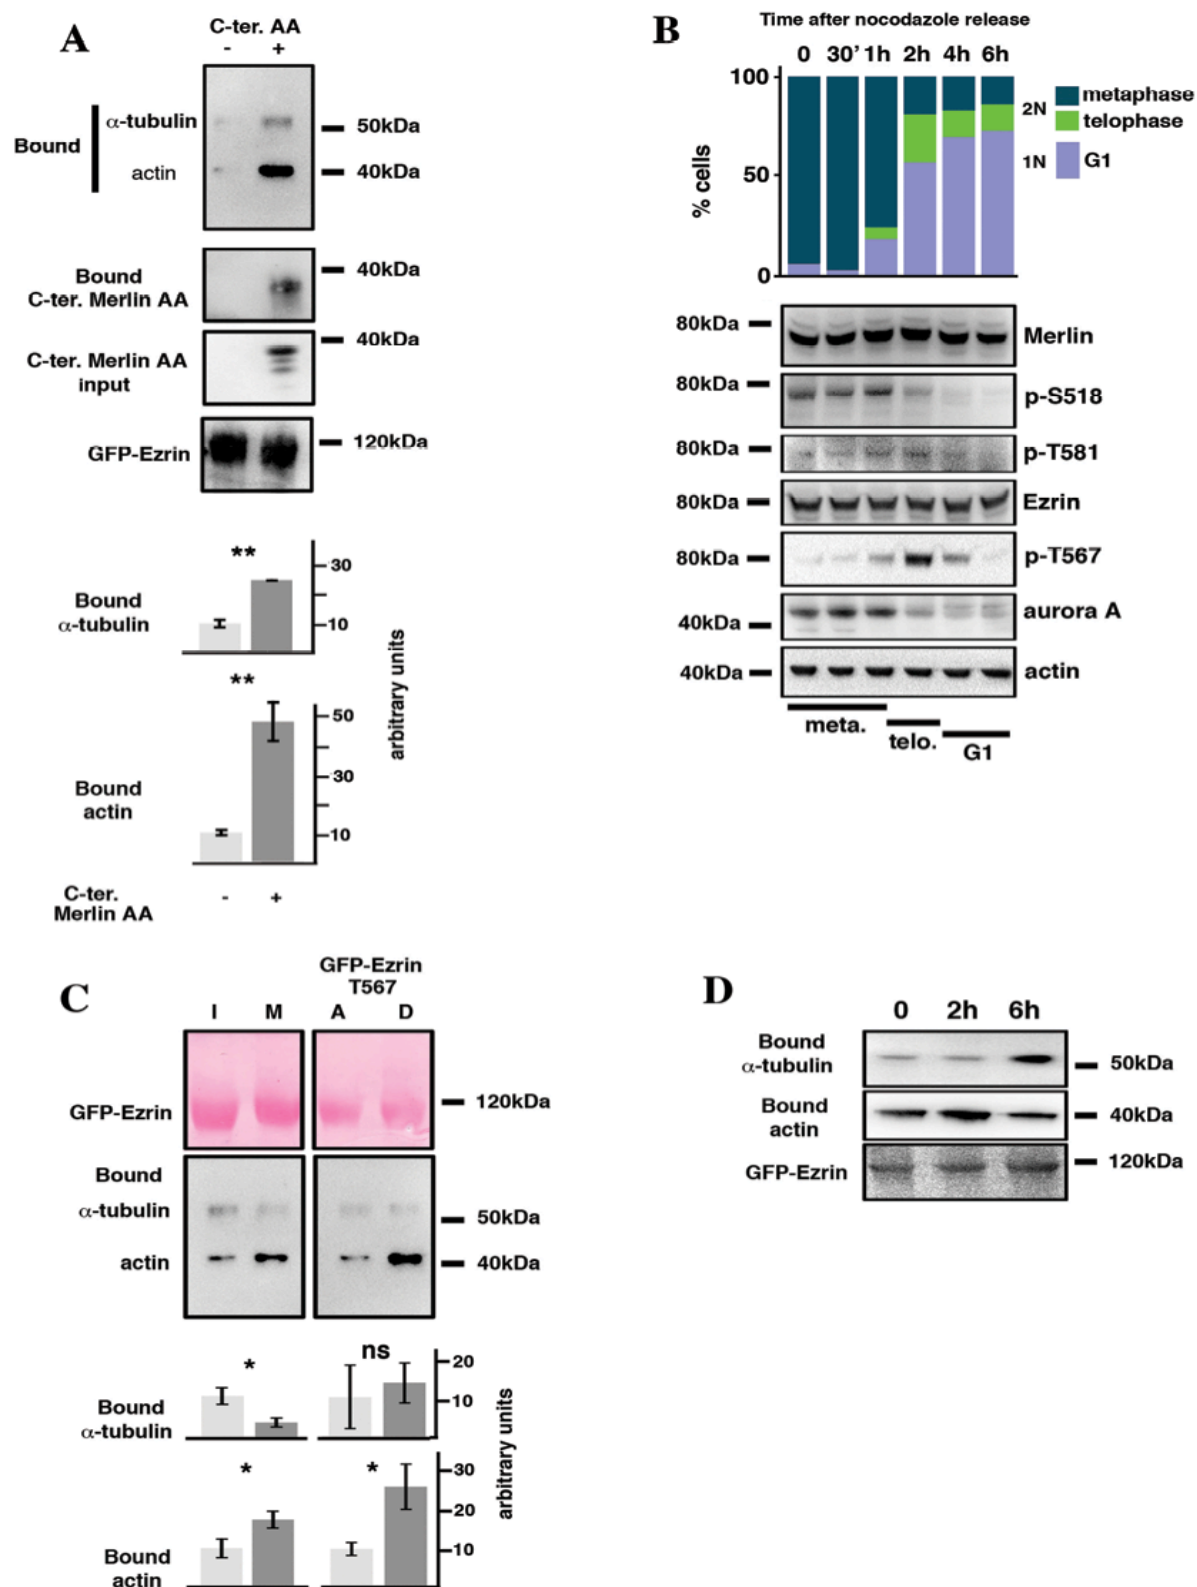 A
C-ter. AA
- +
Bound
α-tubulin
50kDa
actin
40kDa
Bound
C-ter. Merlin AA
40kDa
C-ter. Merlin AA
input
40kDa
GFP-Ezrin
120kDa
**
Bound
α-tubulin
30
10
**
Bound
actin
50
30
10
arbitrary units
C-ter.
Merlin AA
- +
B
Time after nocodazole release
0 30' 1h 2h 4h 6h
100
50
0
% cells
2N
1N
metaphase
telophase
G1
80kDa
Merlin
80kDa
p-S518
80kDa
p-T581
80kDa
Ezrin
80kDa
p-T567
40kDa
aurora A
40kDa
actin
meta.
telo.
G1
C
GFP-Ezrin
T567
I M A D
GFP-Ezrin
120kDa
Bound
α-tubulin
50kDa
actin
40kDa
* ns
Bound
α-tubulin
20
10
* *
Bound
actin
30
20
10
arbitrary units
D
0 2h 6h
Bound
α-tubulin
50kDa
Bound
actin
40kDa
GFP-Ezrin
120kDa